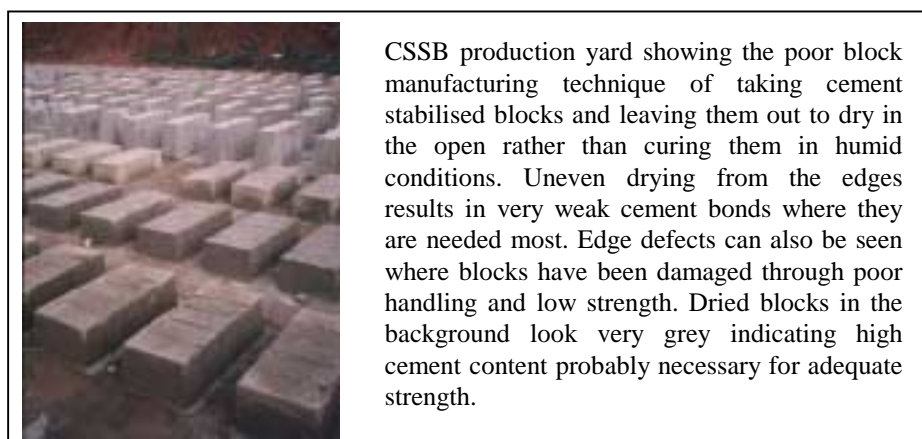 CSSB production yard showing the poor block
manufacturing technique of taking cement
stabilised blocks and leaving them out to dry in
the open rather than curing them in humid
conditions. Uneven drying from the edges
results in very weak cement bonds where they
are needed most. Edge defects can also be seen
where blocks have been damaged through poor
handling and low strength. Dried blocks in the
background look very grey indicating high
cement content probably necessary for adequate
strength.